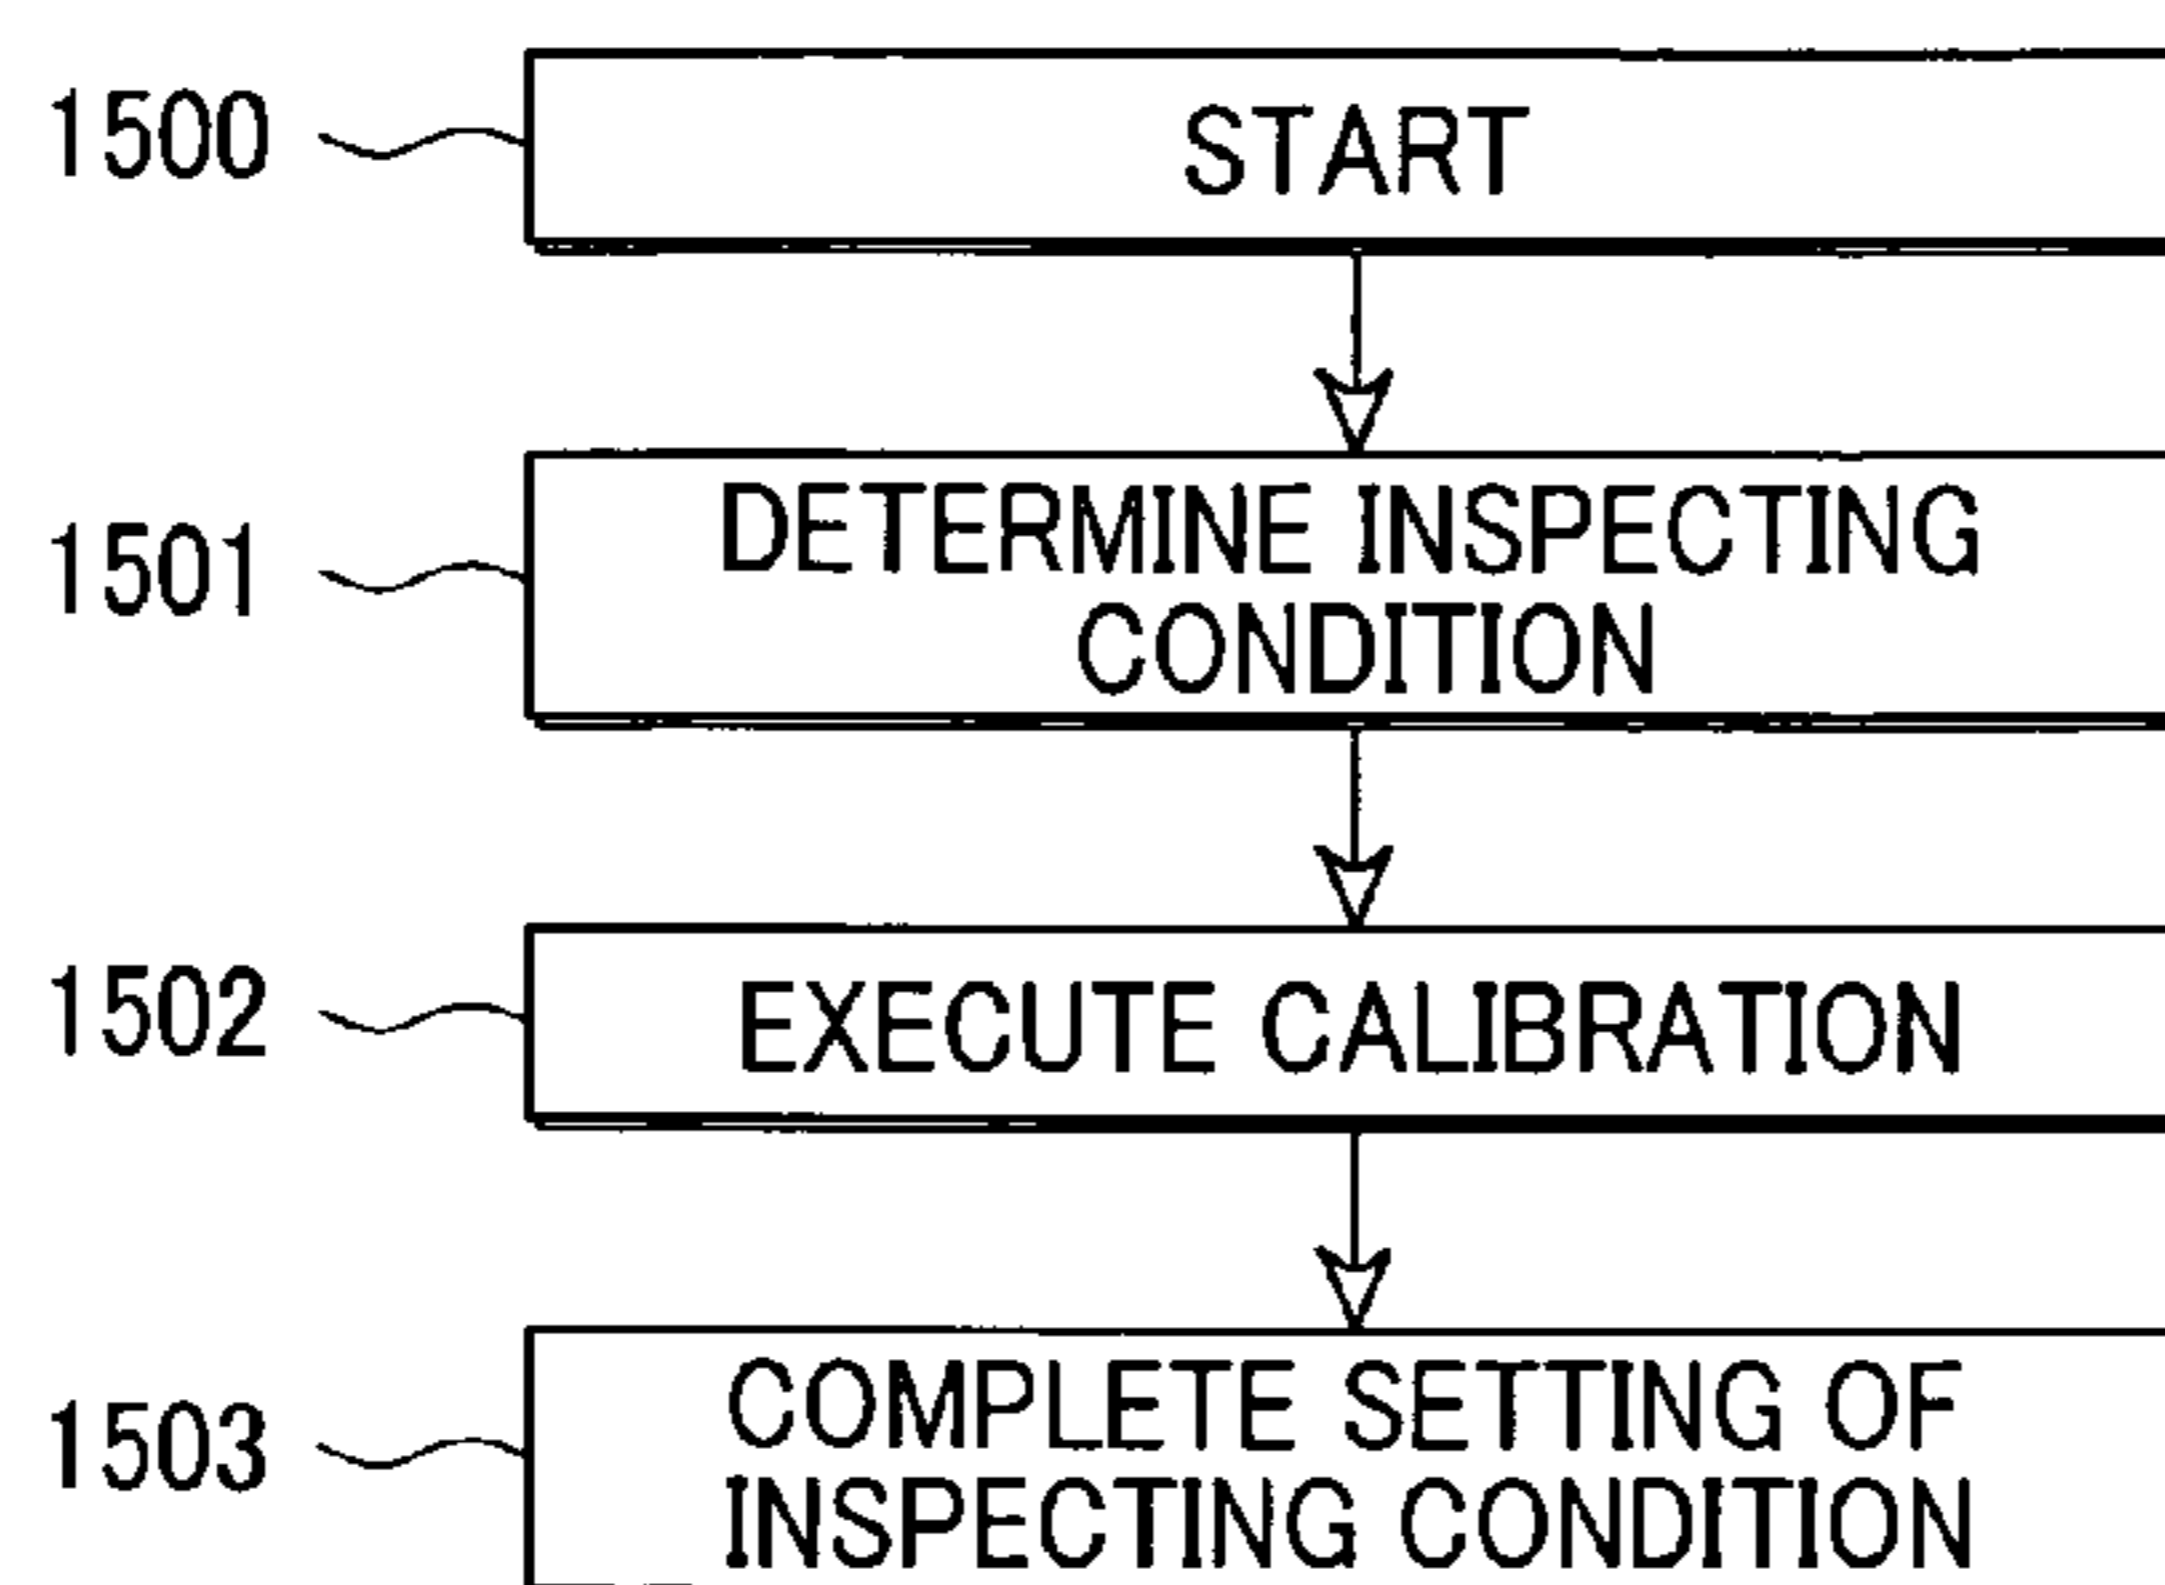 1500 START
1501 DETERMINE INSPECTING
CONDITION
1502 EXECUTE CALIBRATION
1503 COMPLETE SETTING OF
INSPECTING CONDITION